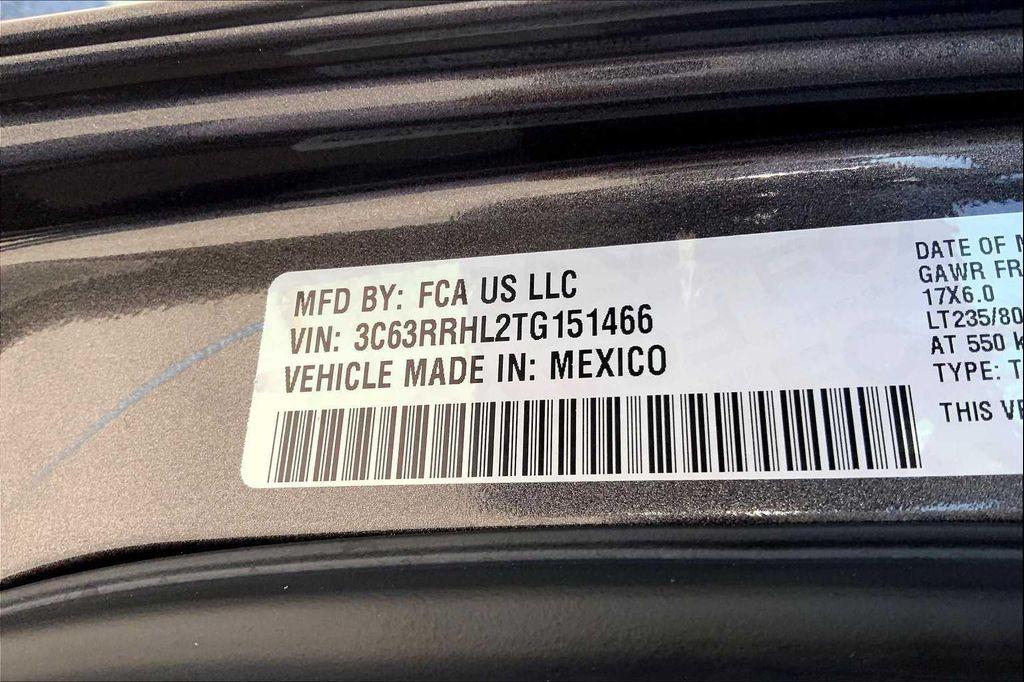 MFD BY: FCA US LLC
VIN: 3C63RRHL2TG151466
VEHICLE MADE IN: MEXICO
DATE OF
GAWR FR
17X6.0
LT235/80
AT 550
TYPE: T
THIS